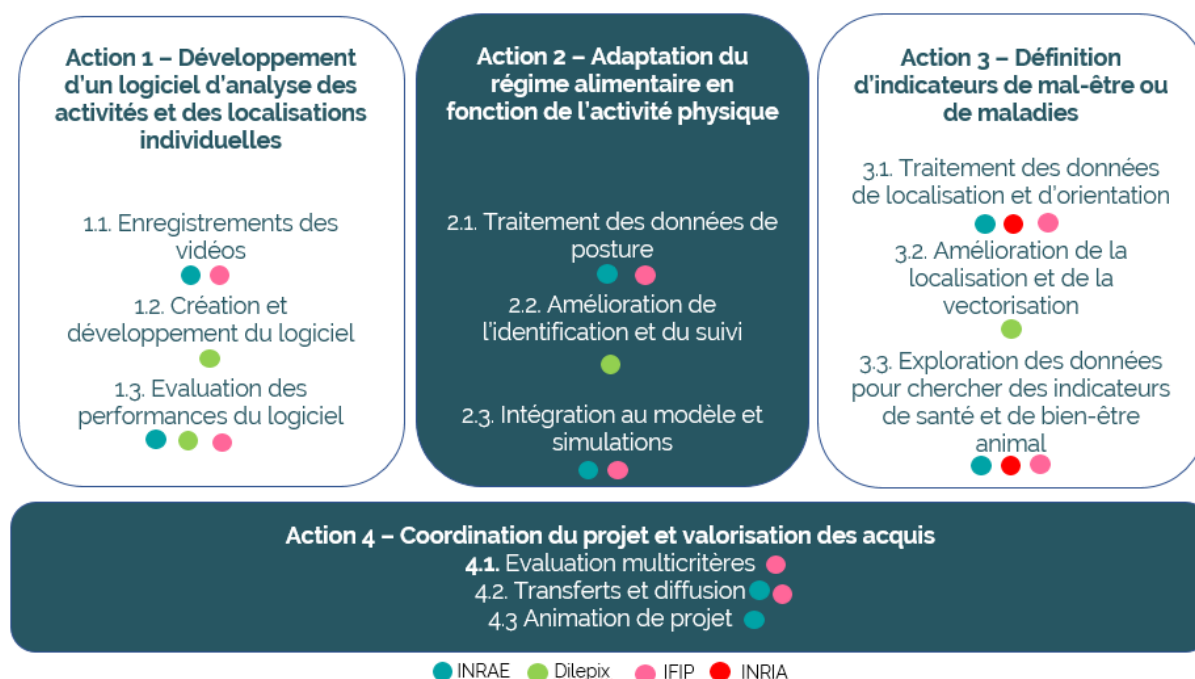 Action 1 – Développement
d'un logiciel d'analyse des
activités et des localisations
individuelles
1.1. Enregistrements des
vidéos
1.2. Création et
développement du logiciel
1.3. Evaluation des
performances du logiciel
Action 2 – Adaptation du
régime alimentaire en
fonction de l'activité physique
2.1. Traitement des données de
posture
2.2. Amélioration de
l'identification et du suivi
2.3. Intégration au modèle et
simulations
Action 3 – Définition
d'indicateurs de mal-être ou
de maladies
3.1. Traitement des données
de localisation et d'orientation
3.2. Amélioration de la
localisation et de la
vectorisation
3.3. Exploration des données
pour chercher des indicateurs
de santé et de bien-être
animal
Action 4 – Coordination du projet et valorisation des acquis
4.1. Evaluation multicritères
4.2. Transferts et diffusion
4.3 Animation de projet
INRAE Dilepix IFIP INRIA